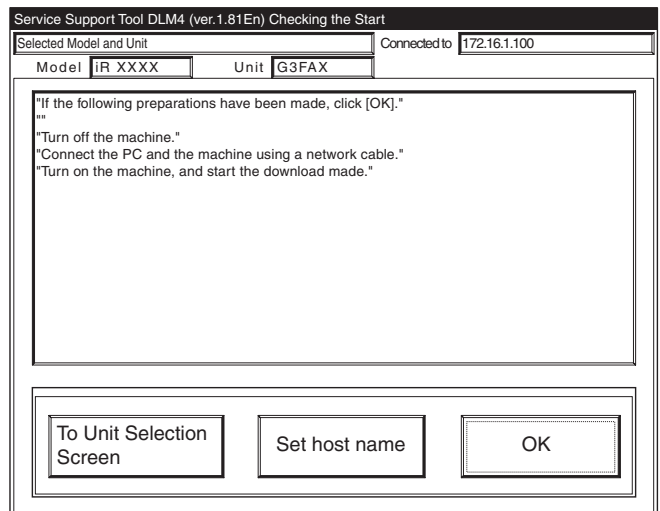 Service Support Tool DLM4 (ver.1.81En) Checking the Start
Selected Model and Unit
Connected to 172.16.1.100
Model iR XXXX Unit G3FAX
"If the following preparations have been made, click [OK]."
""
"Turn off the machine."
"Connect the PC and the machine using a network cable."
"Turn on the machine, and start the download made."
To Unit Selection
Screen
Set host name
OK